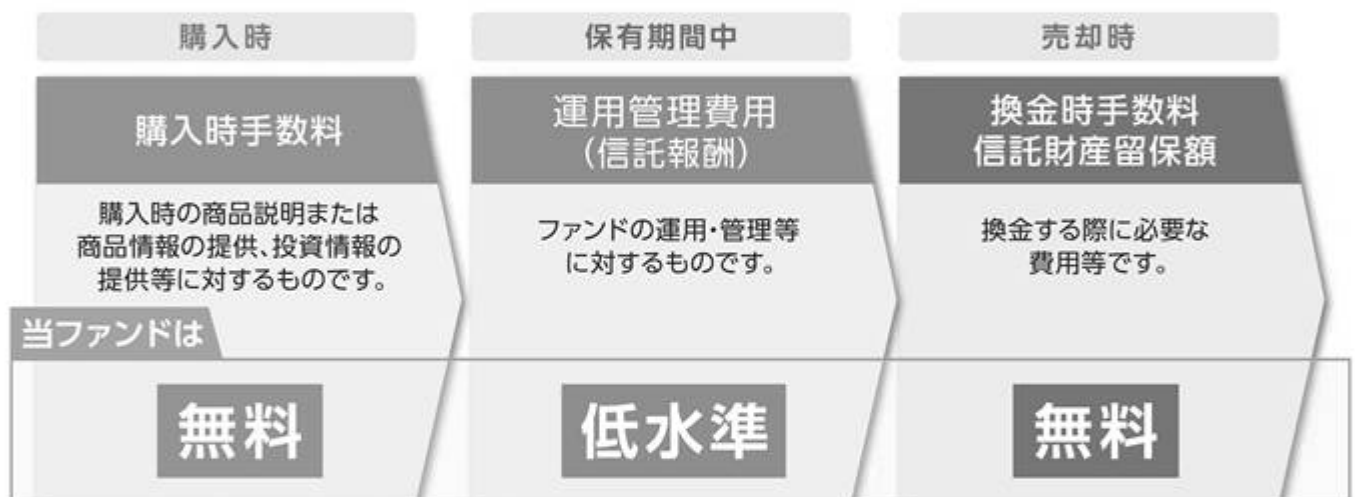 購入時
保有期間中
売却時
購入時手数料
運用管理費用
(信託報酬)
換金時手数料
信託財産留保額
購入時の商品説明または
商品情報の提供、投資情報の
提供等に対するものです。
ファンドの運用・管理等
に対するものです。
換金する際に必要な
費用等です。
当ファンドは
無料
低水準
無料